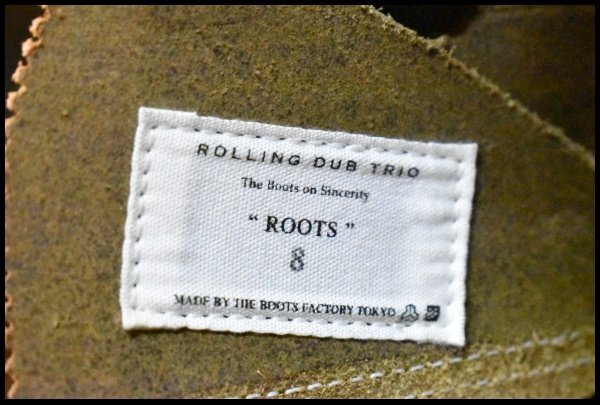 ROLLING DUB TRIO
The Boots on Sincerity
“ ROOTS ”
8
MADE BY THE BOOTS FACTORY TOKYO